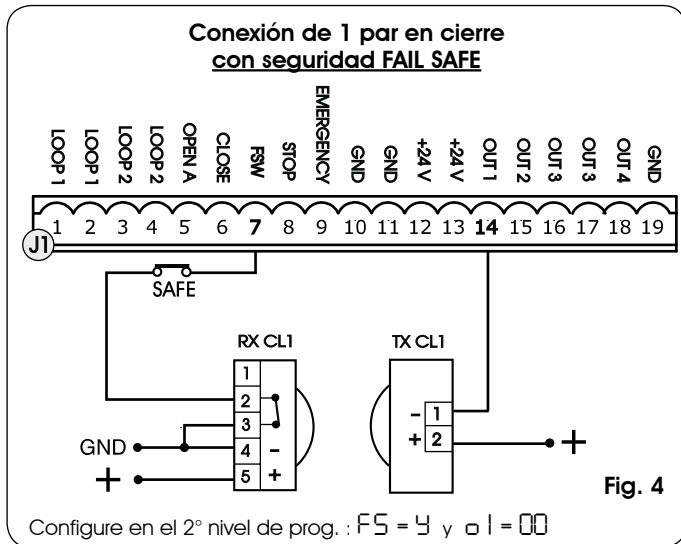 Conexión de 1 par en cierre
con seguridad FAIL SAFE
LOOP 1
LOOP 1
LOOP 2
LOOP 2
OPEN A
CLOSE
FSW
STOP
EMERGENCY
GND
GND
+24 V
+24 V
OUT 1
OUT 2
OUT 3
OUT 3
OUT 4
GND
1 2 3 4 5 6 7 8 9 10 11 12 13 14 15 16 17 18 19
J1
SAFE
RX CL1
1
2
3
4 -
5 +
GND
+
TX CL1
- 1
+ 2
+
Fig. 4
Configure en el 2° nivel de prog. : FS = Y y o1 = 00